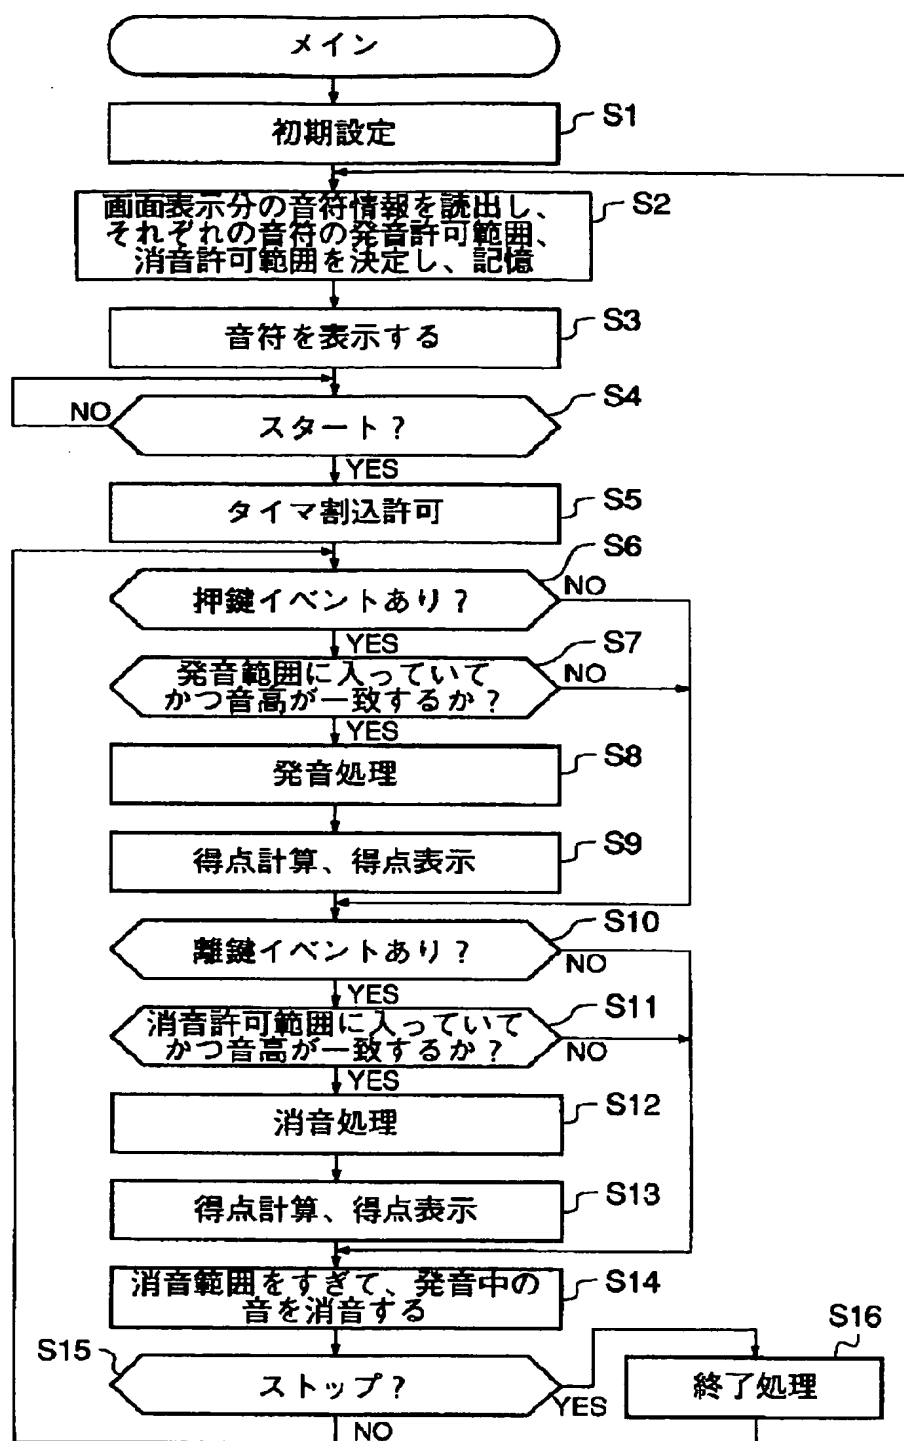 メイン
初期設定
S1
画面表示分の音符情報を読出し、
それぞれの音符の発音許可範囲、
消音許可範囲を決定し、記憶
S2
音符を表示する
S3
スタート？
S4
NO
YES
タイマ割込許可
S5
押鍵イベントあり？
S6
NO
YES
発音範囲に入っていて
かつ音高が一致するか？
S7
NO
YES
発音処理
S8
得点計算、得点表示
S9
離鍵イベントあり？
S10
NO
YES
消音許可範囲に入っていて
かつ音高が一致するか？
S11
NO
YES
消音処理
S12
得点計算、得点表示
S13
消音範囲をすぎて、発音中の
音を消音する
S14
S15
ストップ？
YES
NO
S16
終了処理